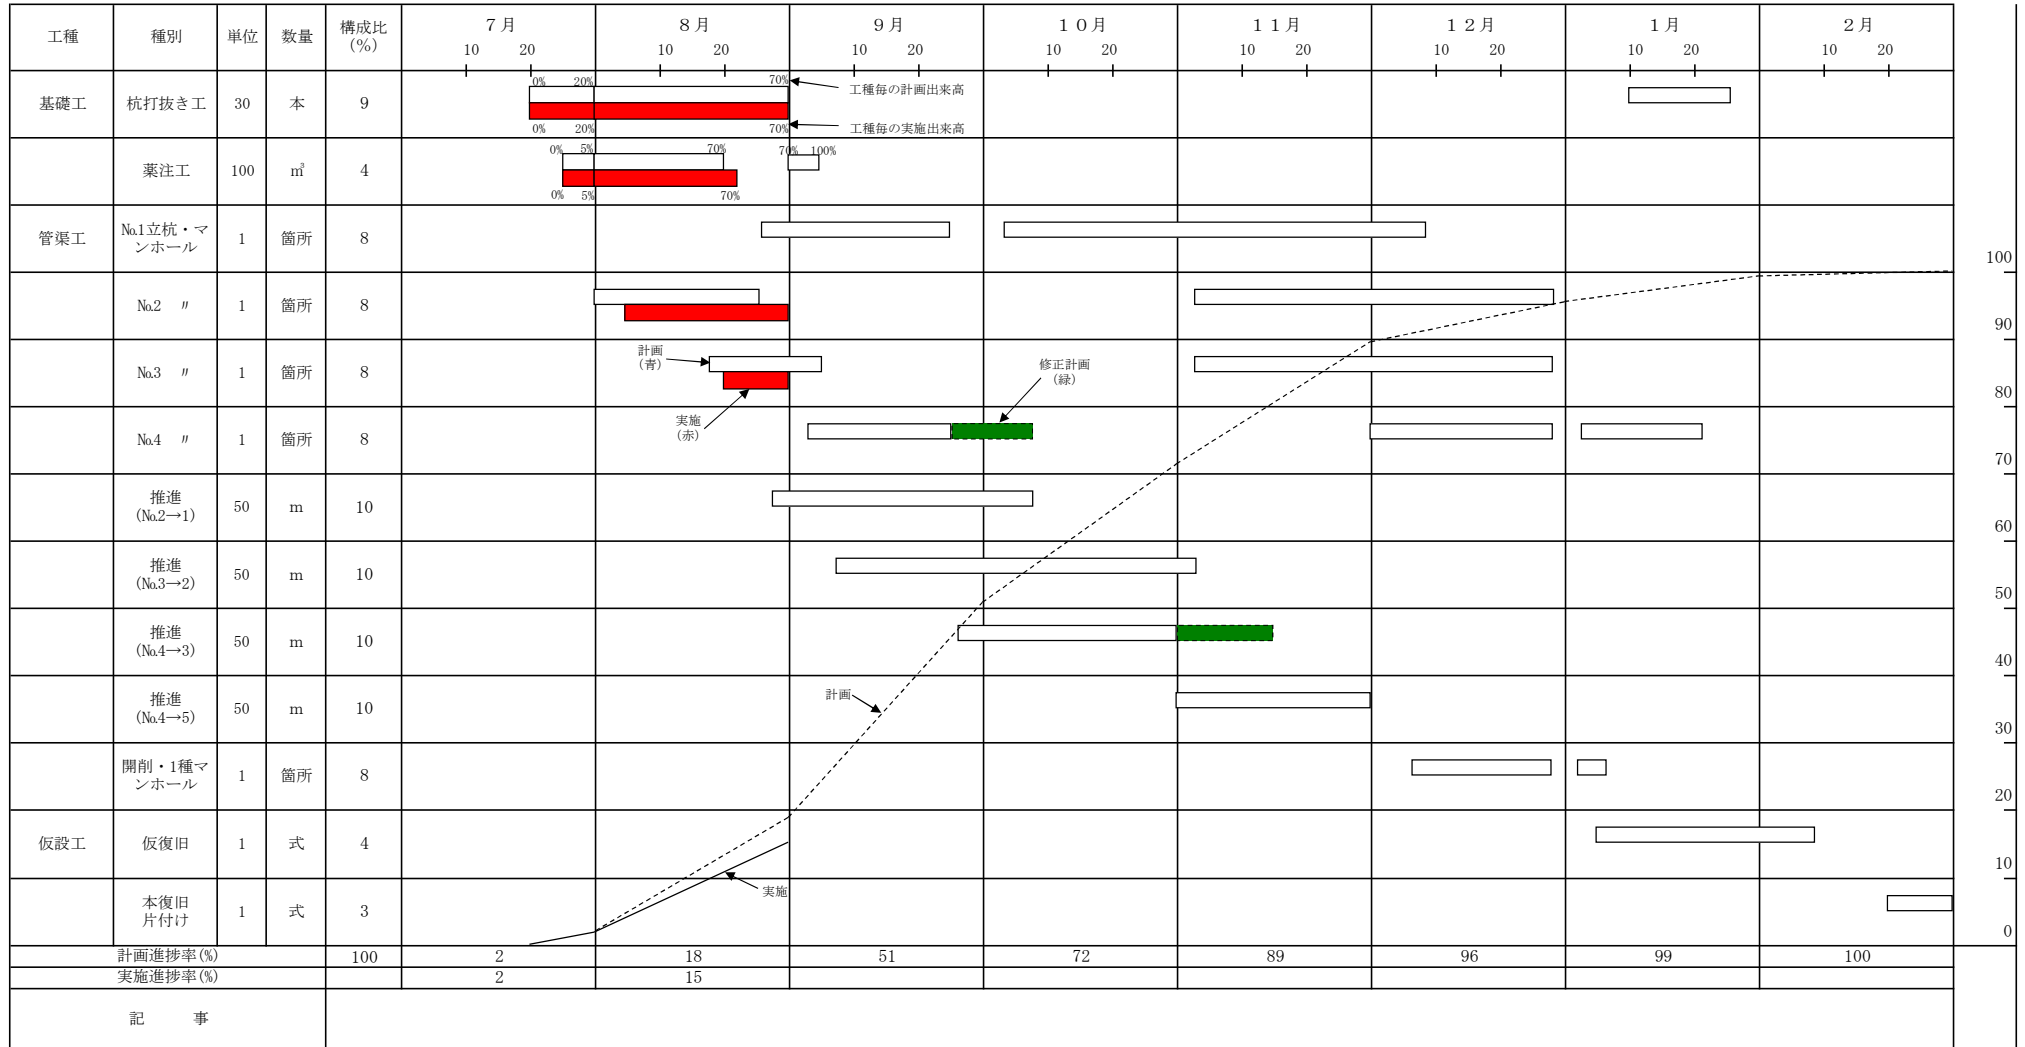 工種 種別 単位 数量 構成比(％) ７月 ８月 ９月 １０月 １１月 １２月 １月 ２月
10 20 10 20 10 20 10 20 10 20 10 20 10 20 10 20
0% 20% 70%
基礎工 杭打抜き工 30 本 9 工種毎の計画出来高
0% 20% 70% 工種毎の実施出来高
0% 5% 70% 70% 100%
薬注工 100 ㎥ 4
0% 5% 70%
管渠工 №1立杭・マンホール 1 箇所 8
100
№2 〃 1 箇所 8
90
計画
(青)
№3 〃 1 箇所 8
修正計画
(緑)
80
実施
(赤)
№4 〃 1 箇所 8
70
推進
(№2→1) 50 m 10
60
推進
(№3→2) 50 m 10
50
推進
(№4→3) 50 m 10
40
計画
推進
(№4→5) 50 m 10
30
開削・1種マンホール 1 箇所 8
20
仮設工 仮復旧 1 式 4
10
実施
本復旧
片付け 1 式 3
0
計画進捗率(%) 100 2 18 51 72 89 96 99 100
実施進捗率(%) 2 15
記 事